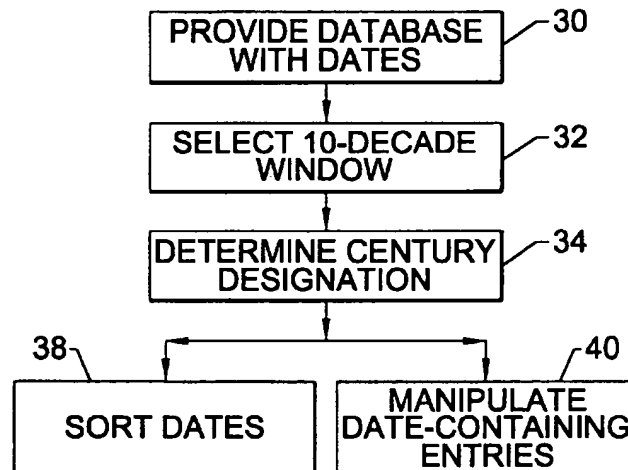 PROVIDE DATABASE
WITH DATES
30
SELECT 10-DECADE
WINDOW
32
DETERMINE CENTURY
DESIGNATION
34
38
SORT DATES
40
MANIPULATE
DATE-CONTAINING
ENTRIES